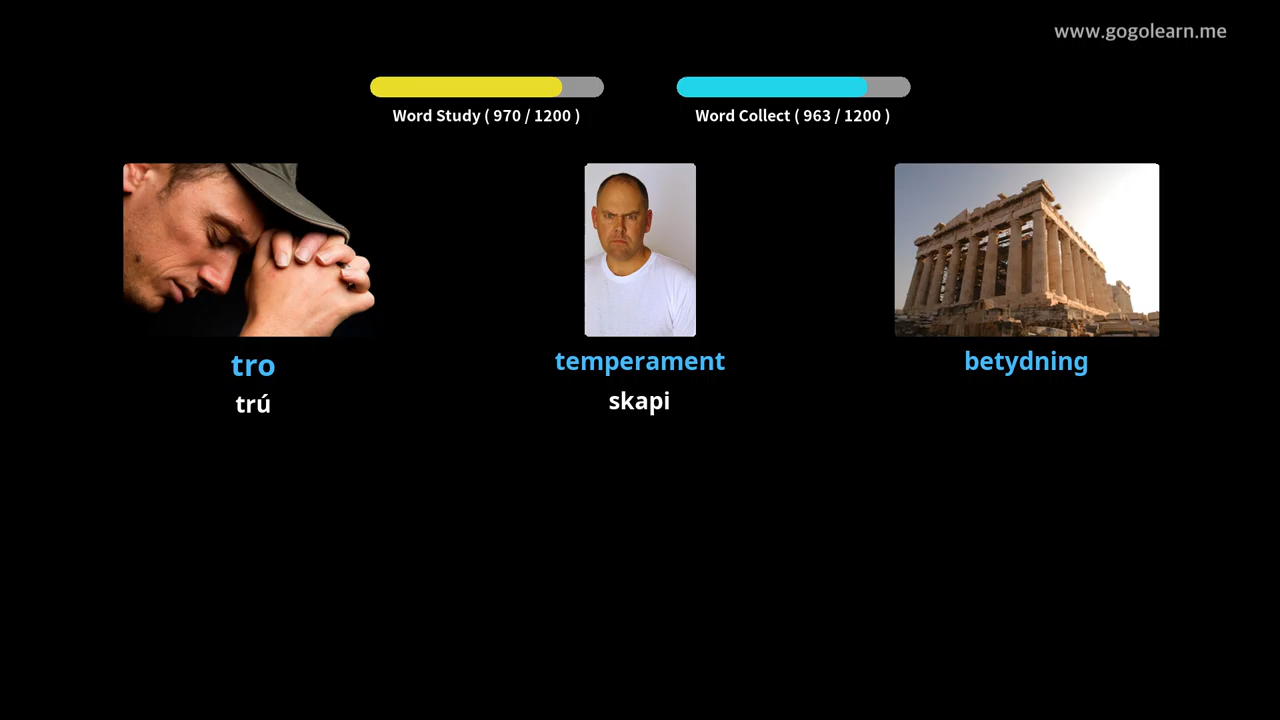 www.gogolearn.me
Word Study ( 970 / 1200 )
Word Collect ( 963 / 1200 )
tro
temperament
betydning
trú
skapi